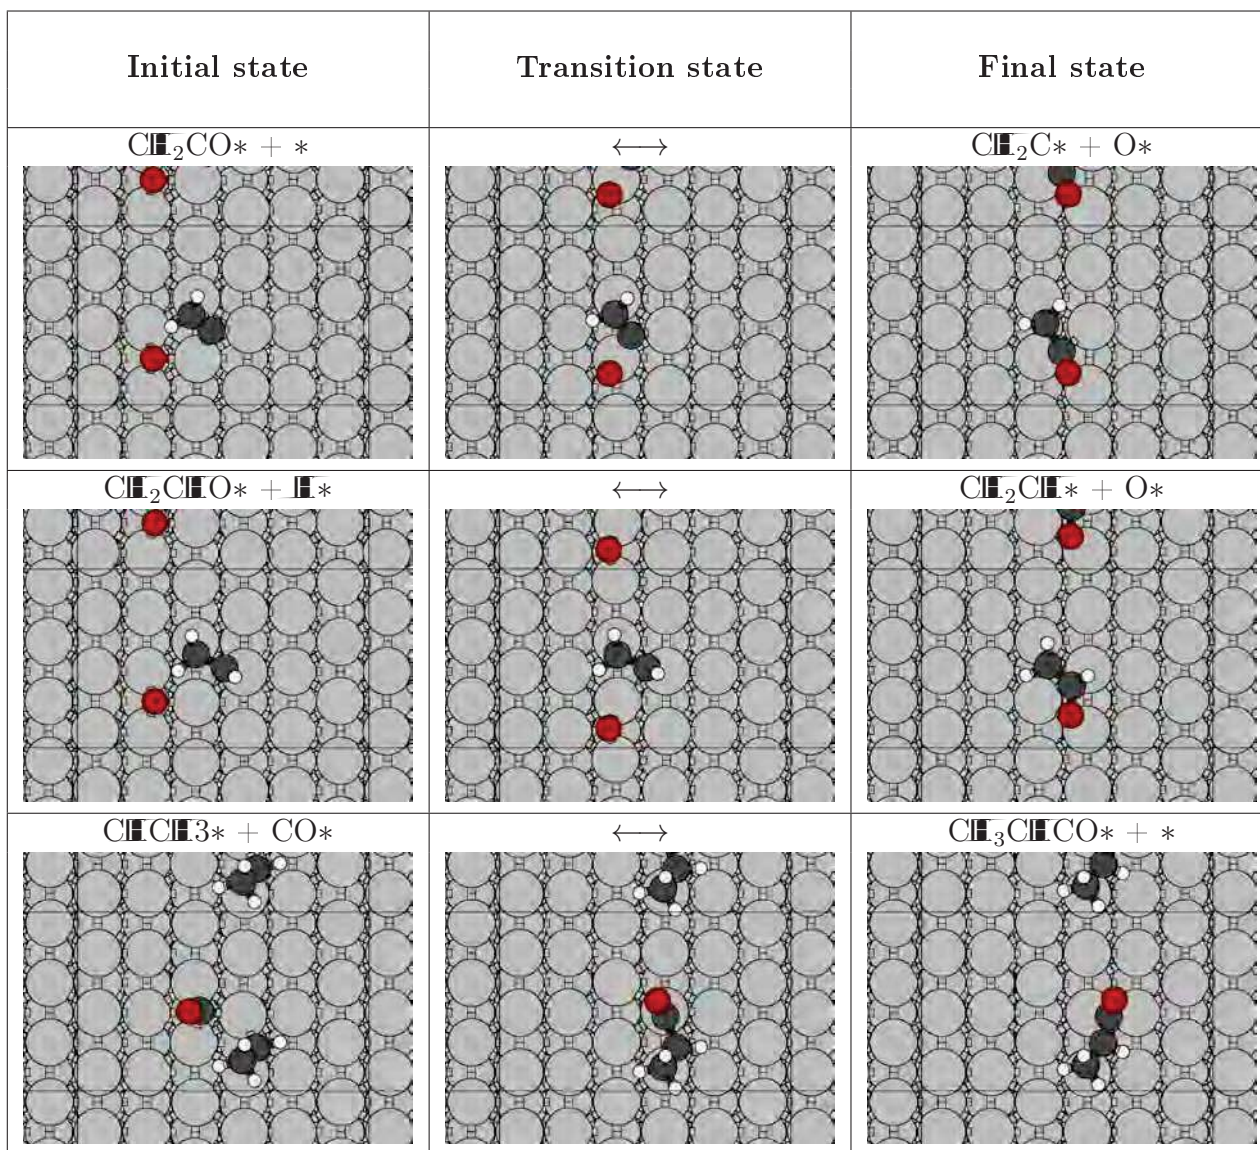 Initial state Transition state Final state
CH₂CO* + * ⟷ CH₂C* + O*
CH₂CHO* + H* ⟷ CH₂CH* + O*
CHCH3* + CO* ⟷ CH₃CHCO* + *